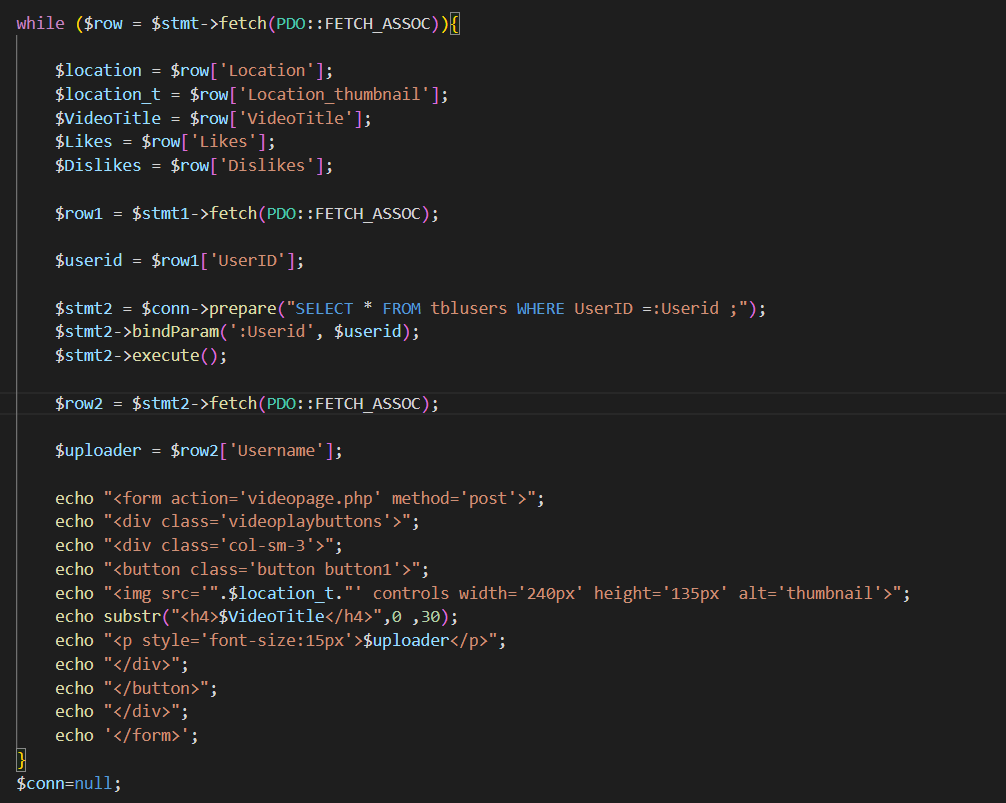 while ($row = $stmt->fetch(PDO::FETCH_ASSOC)){
$location = $row['Location'];
$location_t = $row['Location_thumbnail'];
$VideoTitle = $row['VideoTitle'];
$Likes = $row['Likes'];
$Dislikes = $row['Dislikes'];
$row1 = $stmt1->fetch(PDO::FETCH_ASSOC);
$userid = $row1['UserID'];
$stmt2 = $conn->prepare("SELECT * FROM tblusers WHERE UserID =:Userid ;");
$stmt2->bindParam(':Userid', $userid);
$stmt2->execute();
$row2 = $stmt2->fetch(PDO::FETCH_ASSOC);
$uploader = $row2['Username'];
echo "<form action='videopage.php' method='post'>";
echo "<div class='videoplaybuttons'>";
echo "<div class='col-sm-3'>";
echo "<button class='button button1'>";
echo "<img src='".$location_t."' controls width='240px' height='135px' alt='thumbnail'>";
echo substr("<h4>$VideoTitle</h4>",0 ,30);
echo "<p style='font-size:15px'>$uploader</p>";
echo "</div>";
echo "</button>";
echo "</div>";
echo '</form>';
}
$conn=null;